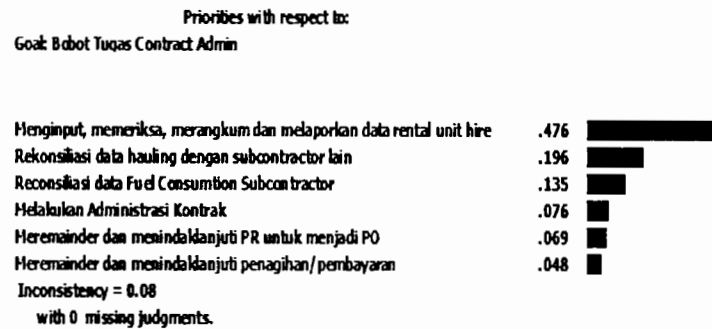 Priorities with respect to:
Goal: Bobot Tugas Contract Admin
Menginput, memeriksa, merangkum dan melaporkan data rental unit hire .476
Rekonsiliasi data hauling dengan subcontractor lain .196
Reconsiliasi data Fuel Consumtion Subcontractor .135
Melakukan Administrasi Kontrak .076
Meremainder dan menindaklanjuti PR untuk menjadi PO .069
Meremainder dan menindaklanjuti penagihan/pembayaran .048
Inconsistency = 0.08
with 0 missing judgments.